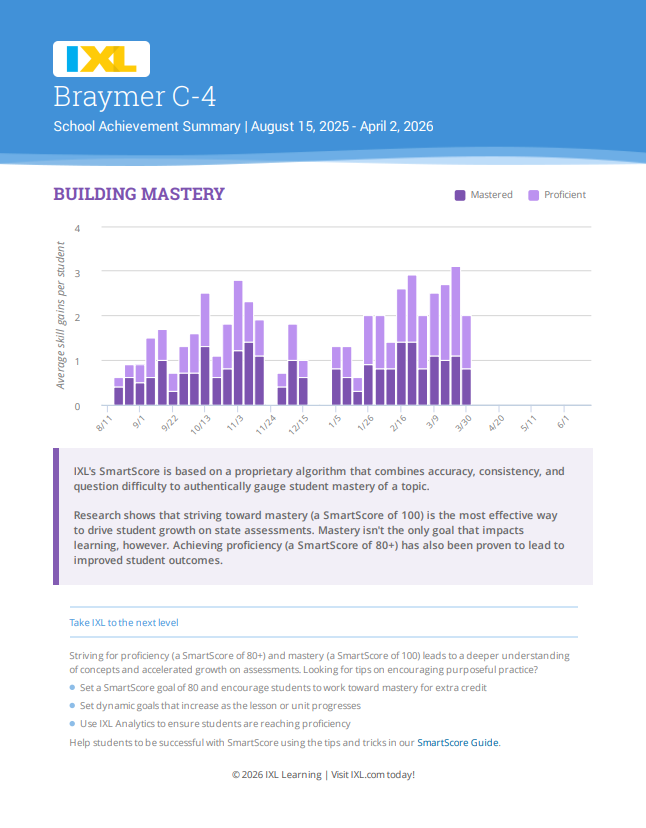 IXL
Braymer C-4
School Achievement Summary | August 15, 2025 - April 2, 2026
BUILDING MASTERY
Mastered
Proficient
Average skill gains per student
4
3
2
1
0
8/11
9/1
9/22
10/13
11/3
11/24
12/15
1/5
1/26
2/16
3/9
3/30
4/20
5/11
6/1
IXL's SmartScore is based on a proprietary algorithm that combines accuracy, consistency, and
question difficulty to authentically gauge student mastery of a topic.
Research shows that striving toward mastery (a SmartScore of 100) is the most effective way
to drive student growth on state assessments. Mastery isn't the only goal that impacts
learning, however. Achieving proficiency (a SmartScore of 80+) has also been proven to lead to
improved student outcomes.
Take IXL to the next level
Striving for proficiency (a SmartScore of 80+) and mastery (a SmartScore of 100) leads to a deeper understanding
of concepts and accelerated growth on assessments. Looking for tips on encouraging purposeful practice?
Set a SmartScore goal of 80 and encourage students to work toward mastery for extra credit
Set dynamic goals that increase as the lesson or unit progresses
Use IXL Analytics to ensure students are reaching proficiency
Help students to be successful with SmartScore using the tips and tricks in our SmartScore Guide.
© 2026 IXL Learning | Visit IXL.com today!